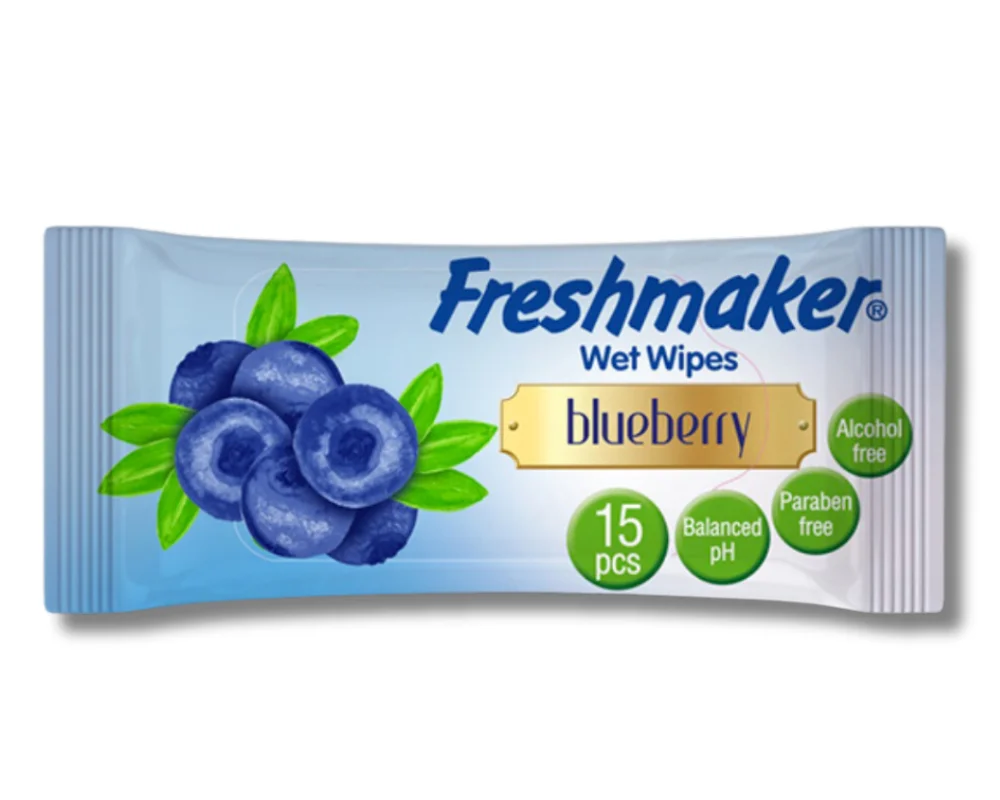 Freshmaker®
Wet Wipes
blueberry
Alcohol
free
Paraben
free
Balanced
pH
15
pcs